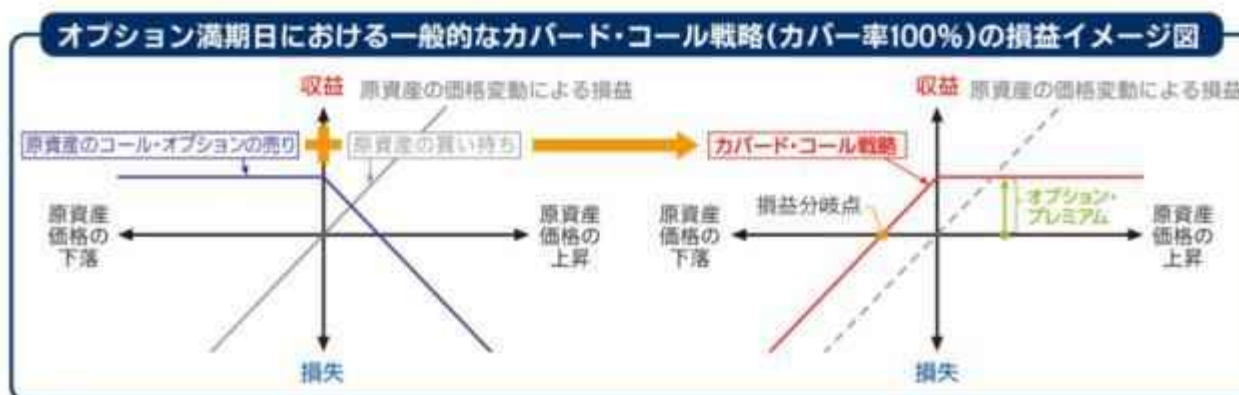 オプション満期日における一般的なカバード・コール戦略(カバー率100%)の損益イメージ図
収益
原資産の価格変動による損益
原資産のコール・オプションの売り
原資産の買い持ち
原資産
価格の
下落
原資産
価格の
上昇
損失
収益
原資産の価格変動による損益
カバード・コール戦略
損益分岐点
オプション・
プレミアム
原資産
価格の
下落
原資産
価格の
上昇
損失